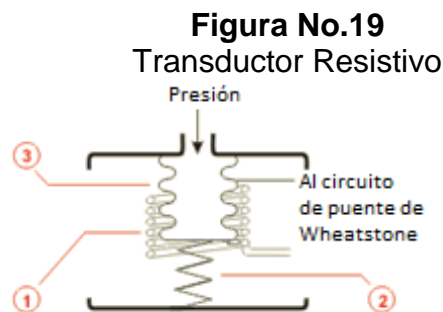 Figura No.19
Transductor Resistivo
Presión
3
Al circuito
de puente de
Wheatstone
1
2